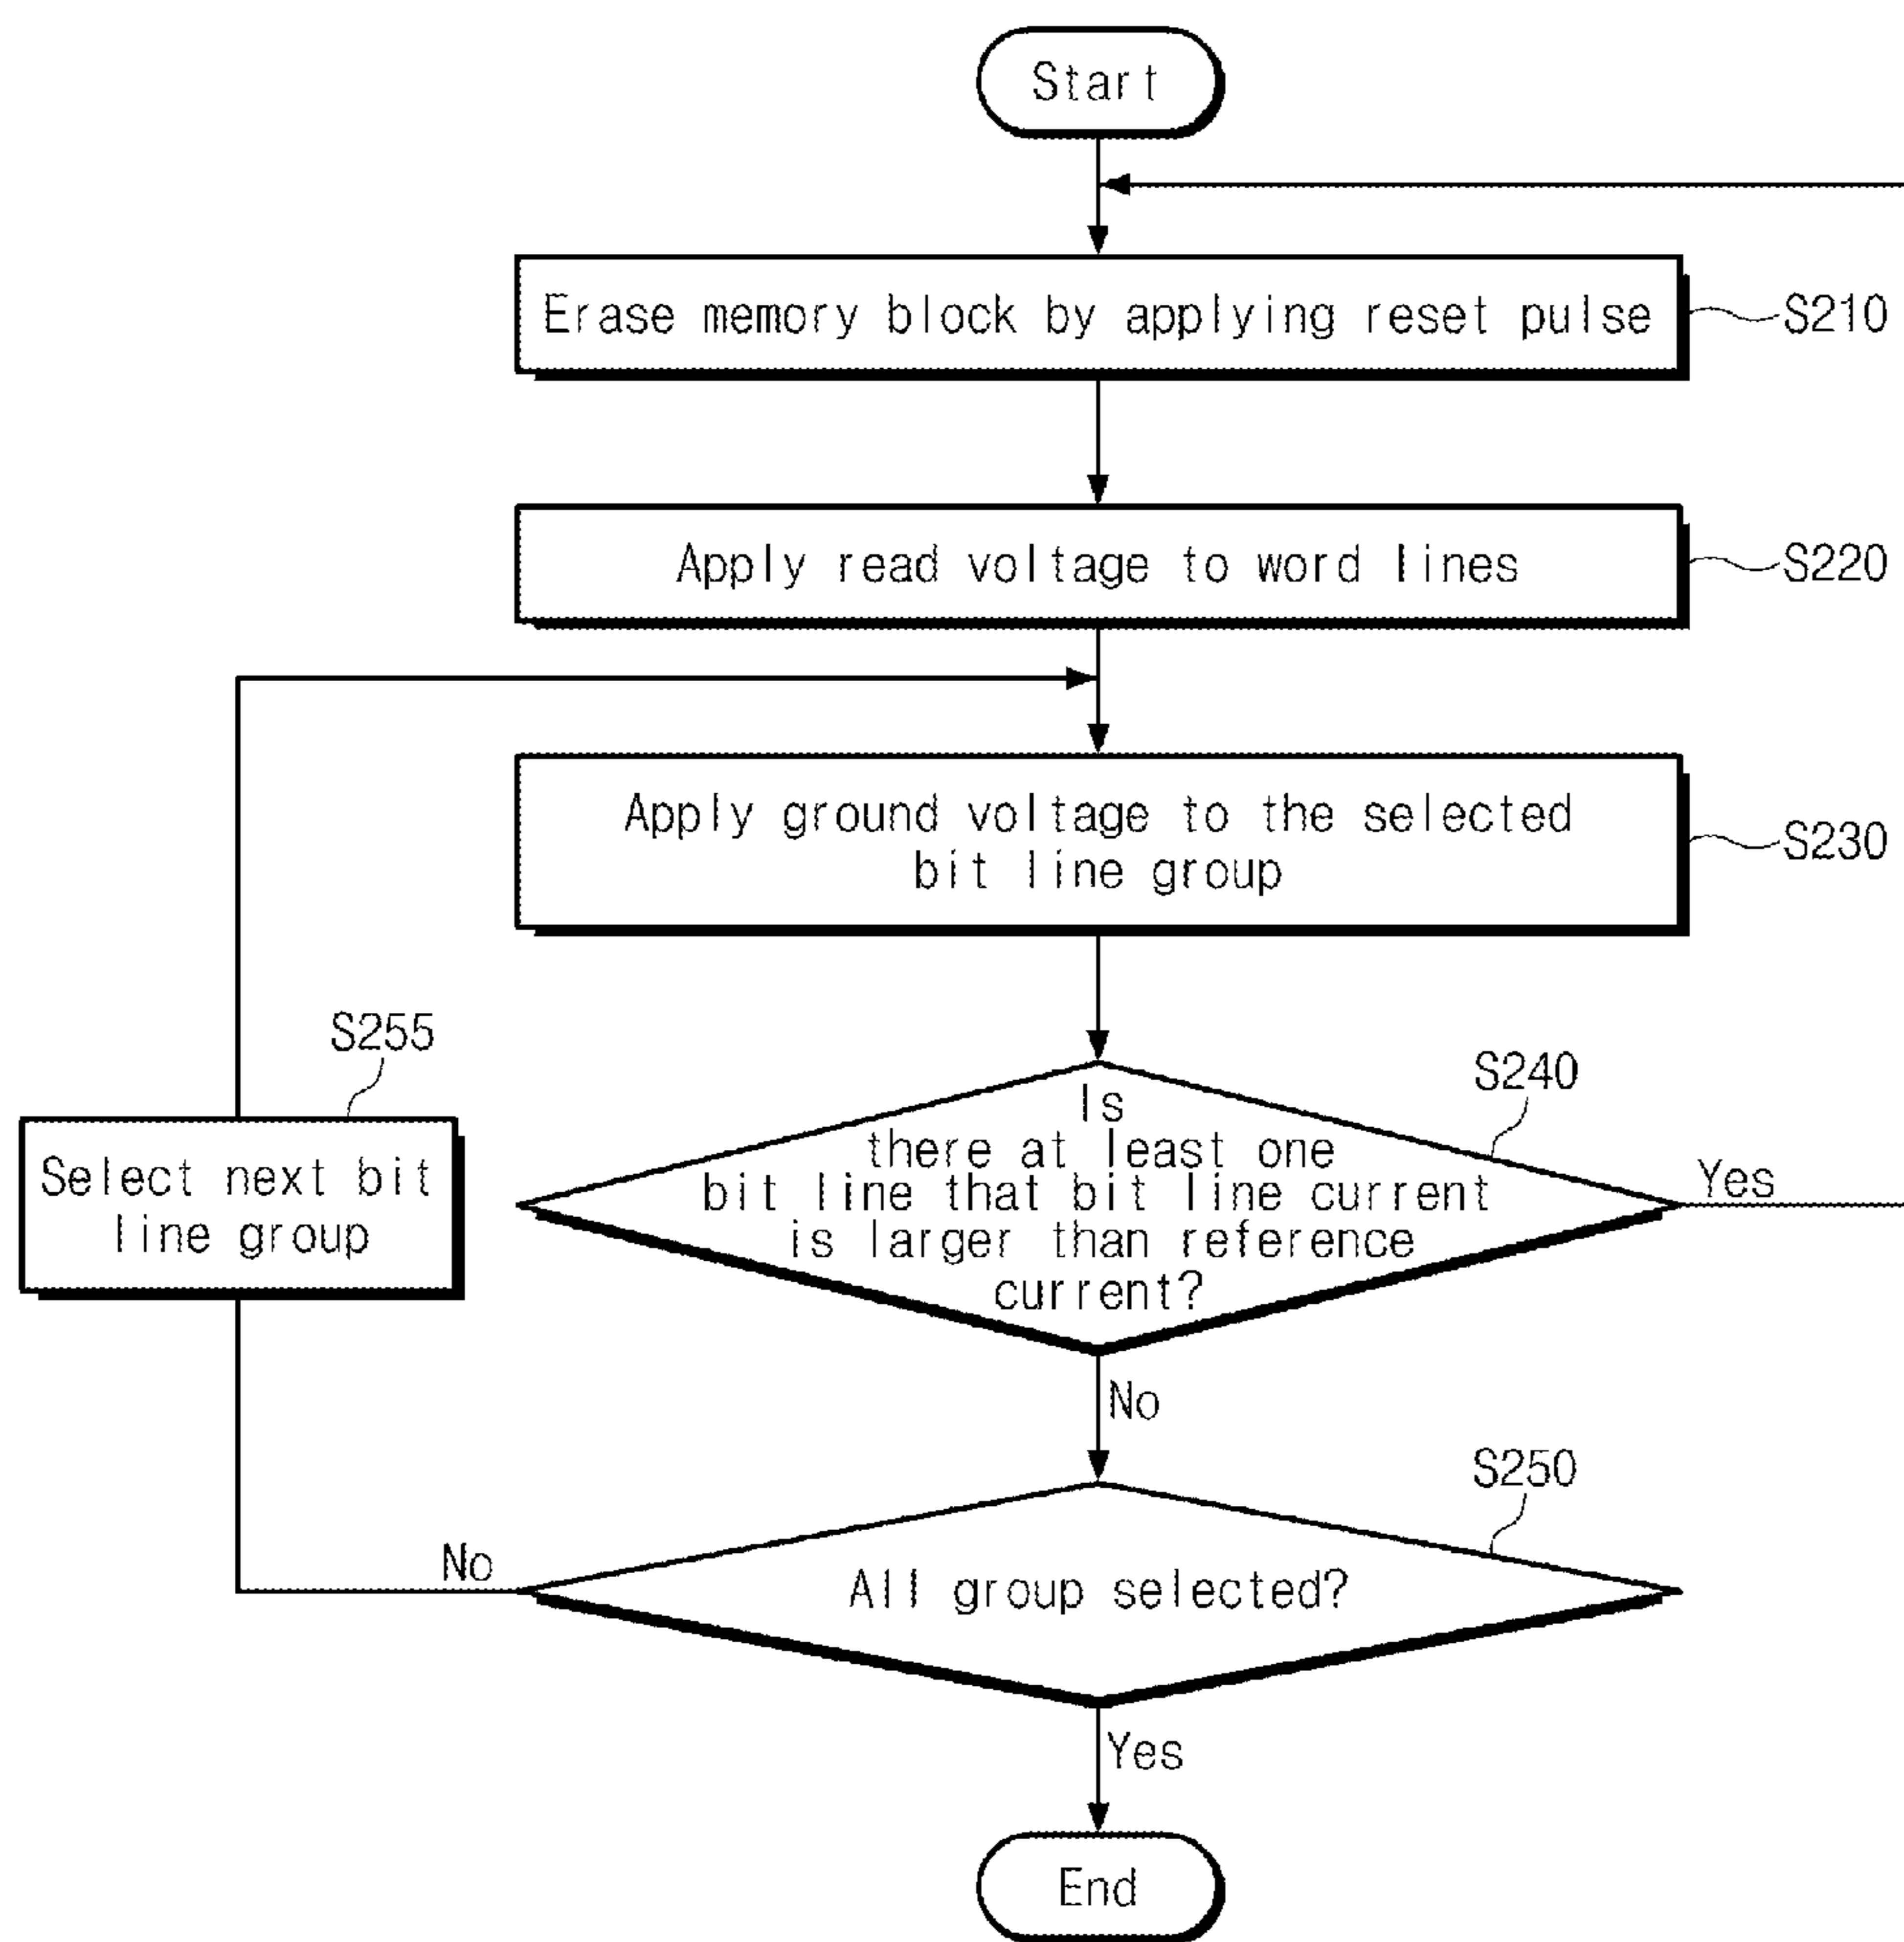 Start
Erase memory block by applying reset pulse
S210
Apply read voltage to word lines
S220
Apply ground voltage to the selected
bit line group
S230
S255
Select next bit
line group
S240
Is
there at least one
bit line that bit line current
is larger than reference
current?
Yes
No
S250
All group selected?
No
Yes
End